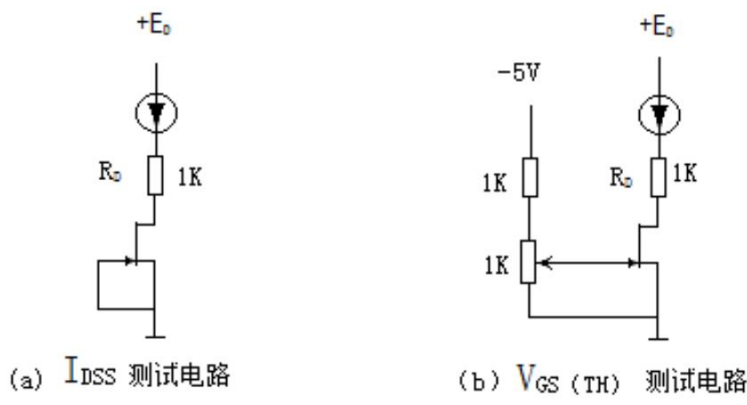 +E₀
+E₀
-5V
R₀ 1K
1K R₀ 1K
1K
(a) IDSS 测试电路
(b) VGS (TH) 测试电路